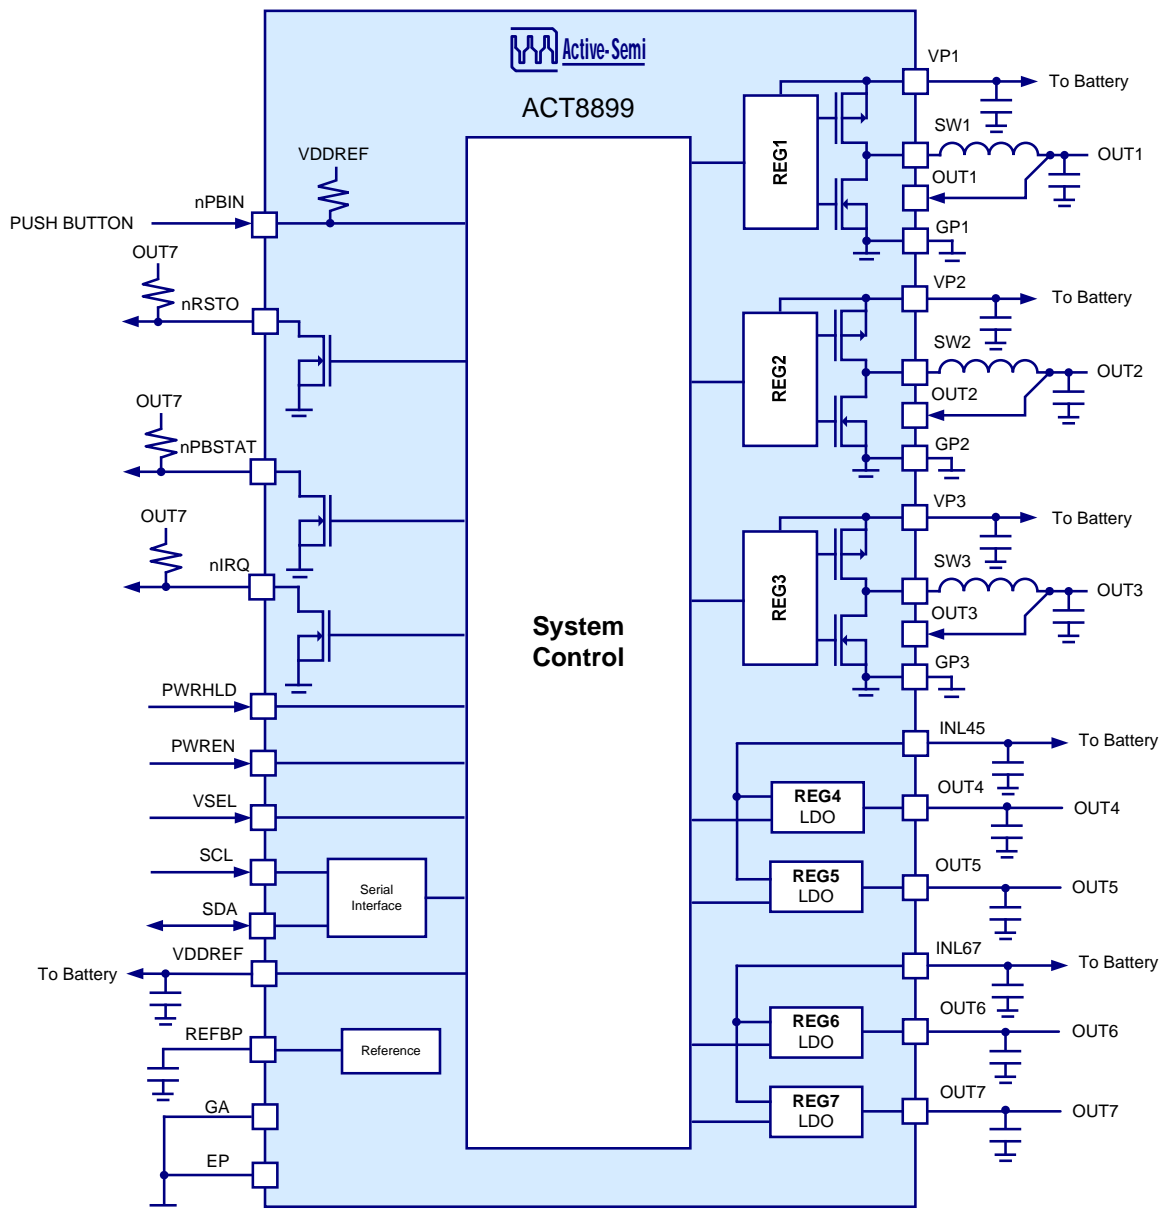 Active-Semi
ACT8899
VDDREF
nPBIN
PUSH BUTTON
OUT7
nRSTO
OUT7
nPBSTAT
OUT7
nIRQ
PWRHLD
PWREN
VSEL
SCL
SDA
Serial
Interface
VDDREF
To Battery
REFBP
Reference
GA
EP
System
Control
VP1
To Battery
REG1
SW1
OUT1
OUT1
GP1
VP2
To Battery
REG2
SW2
OUT2
OUT2
GP2
VP3
To Battery
REG3
SW3
OUT3
OUT3
GP3
INL45
To Battery
REG4
LDO
OUT4
OUT4
REG5
LDO
OUT5
OUT5
INL67
To Battery
REG6
LDO
OUT6
OUT6
REG7
LDO
OUT7
OUT7